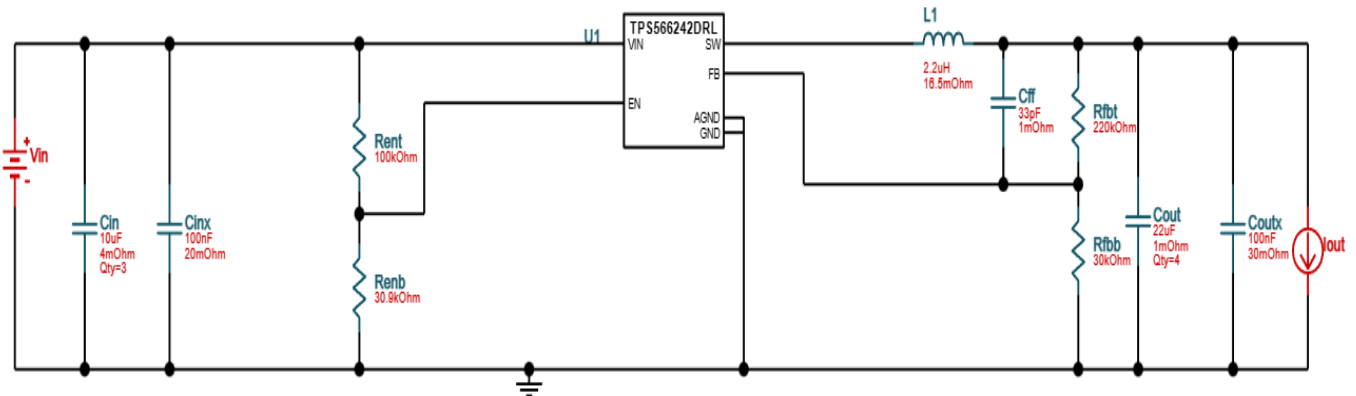 TPS566242DRL
U1
VIN
SW
FB
EN
AGND
GND
L1
2.2uH
16.5mOhm
+
Vin
-
Cin
10uF
4mOhm
Qty=3
Cinx
100nF
20mOhm
Rent
100kOhm
Renb
30.9kOhm
Cff
33pF
1mOhm
Rfbt
220kOhm
Rfbb
30kOhm
Cout
22uF
1mOhm
Qty=4
Coutx
100nF
30mOhm
Iout